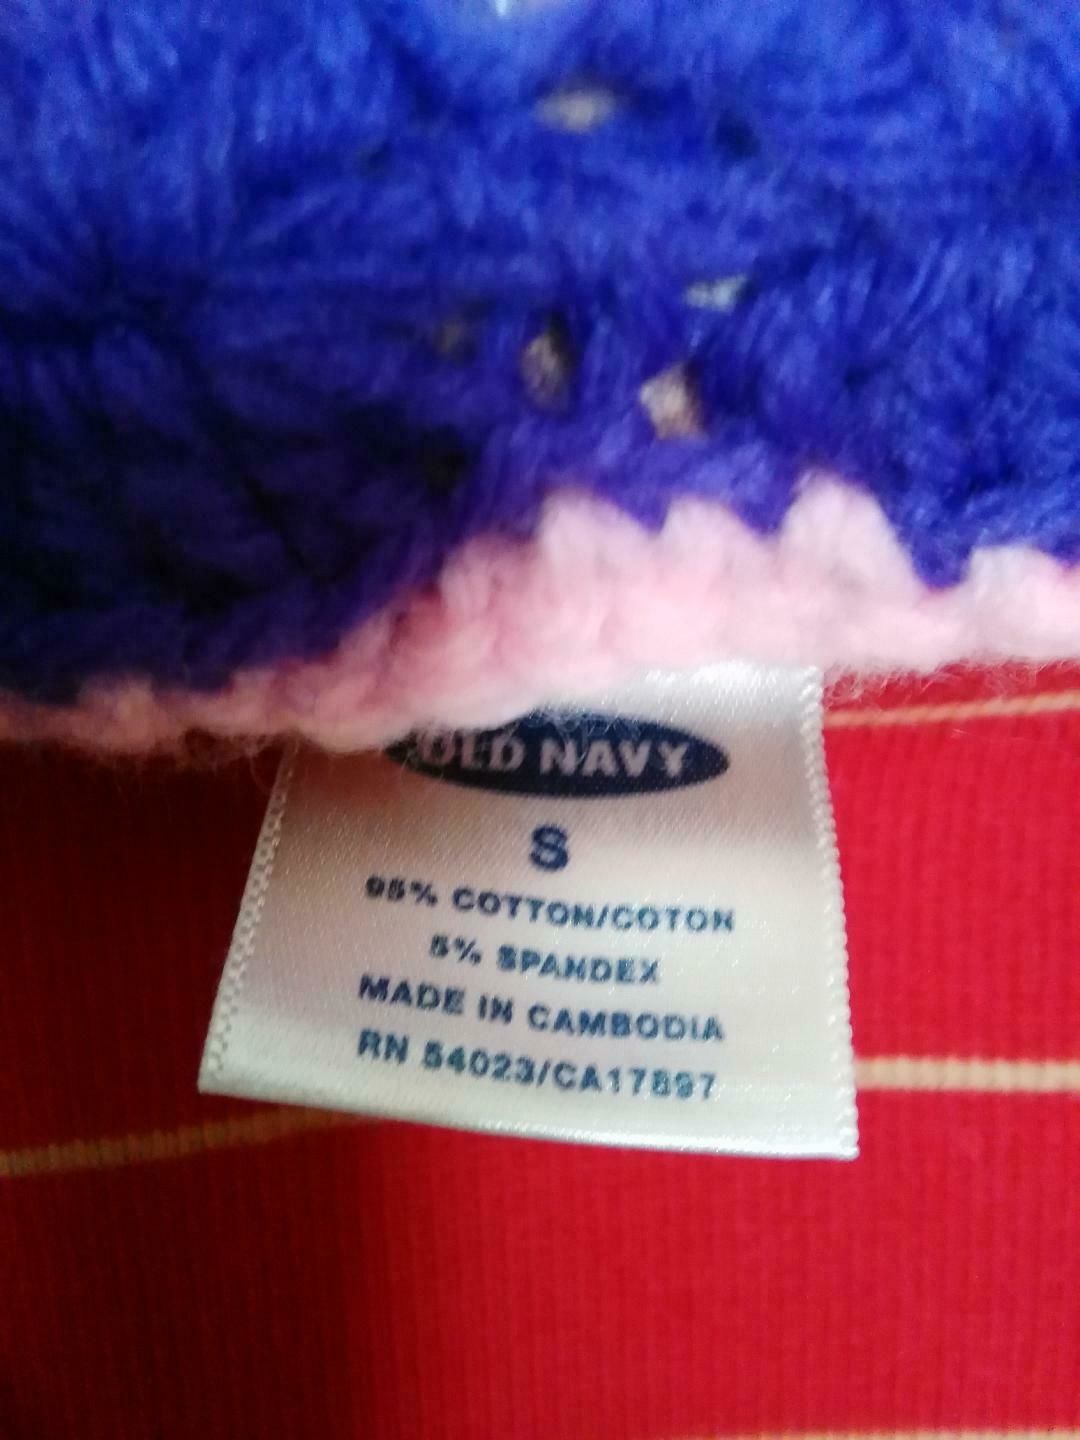 OLD NAVY
S
95% COTTON/COTON
5% SPANDEX
MADE IN CAMBODIA
RN 54023/CA17897